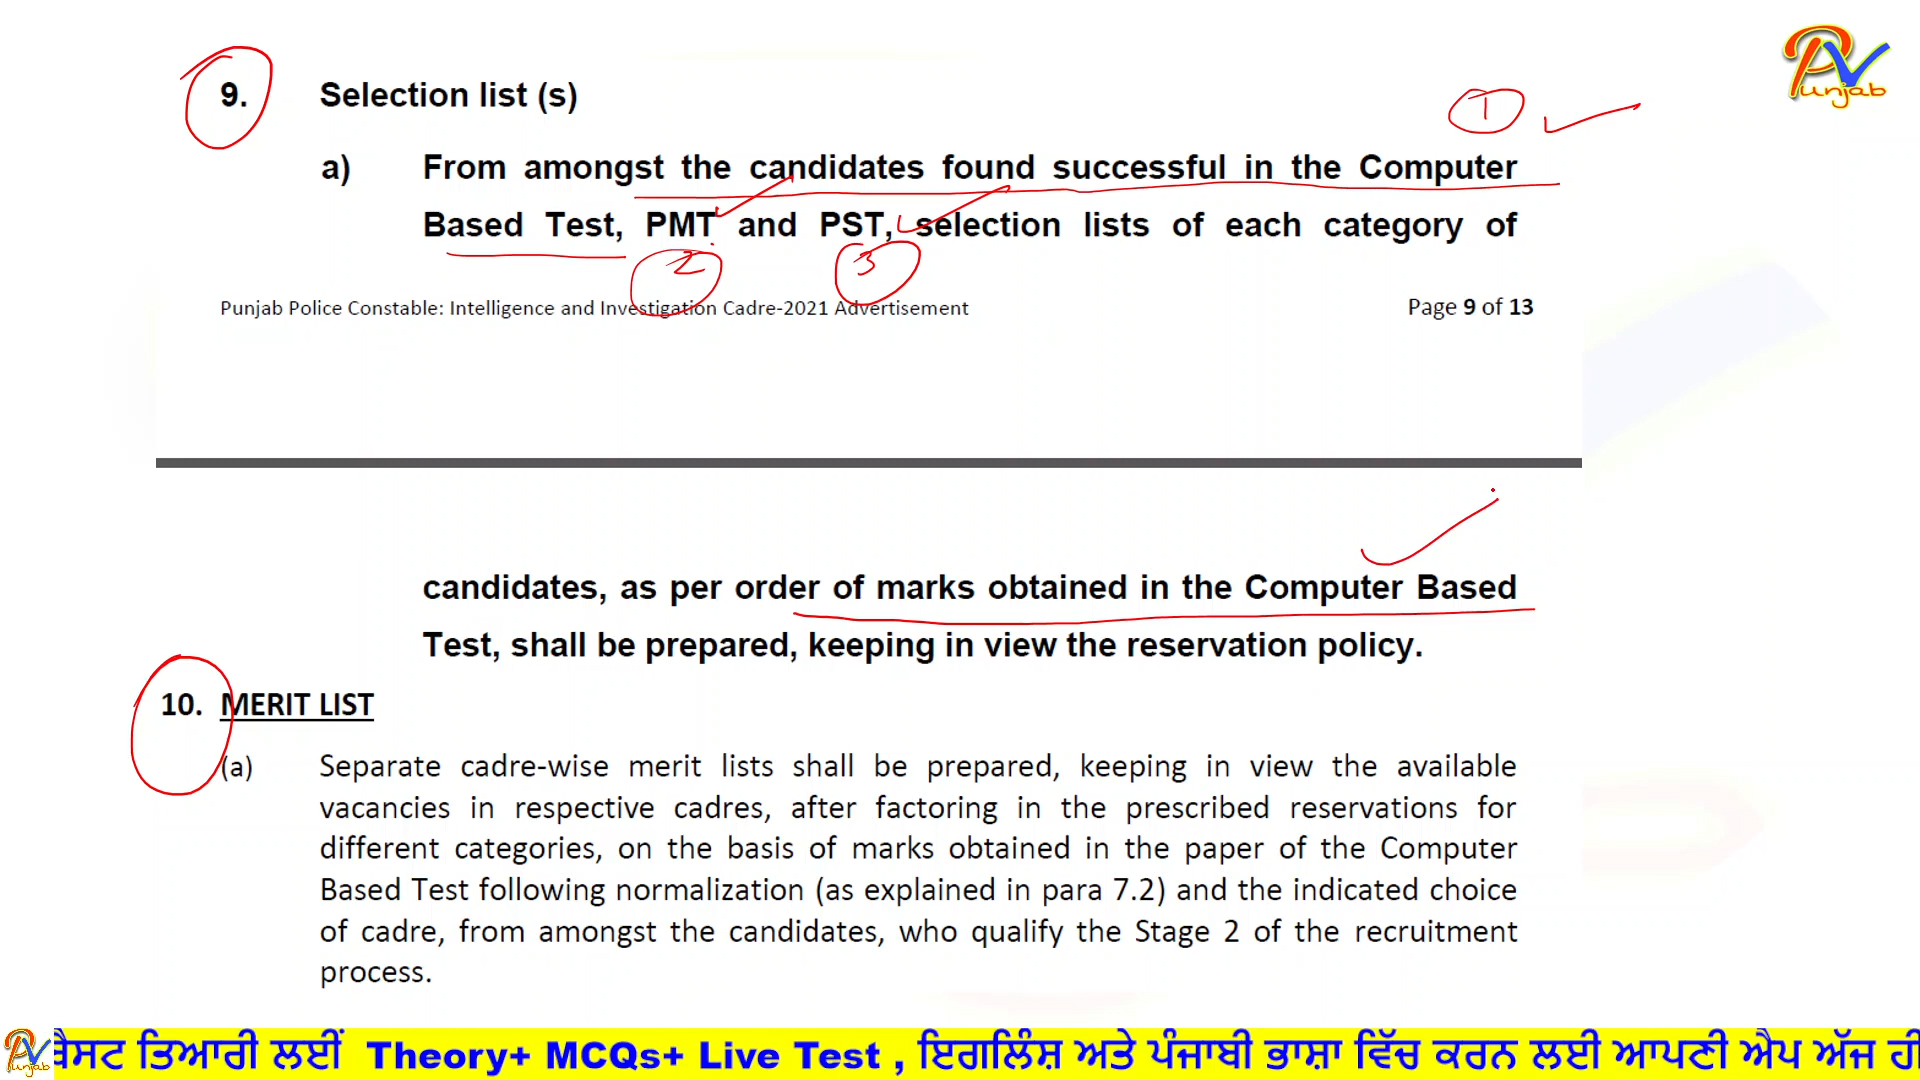 9. Selection list (s)
1
a) From amongst the candidates found successful in the Computer
Based Test, PMT and PST, selection lists of each category of
2 3
Punjab Police Constable: Intelligence and Investigation Cadre-2021 Advertisement Page 9 of 13
candidates, as per order of marks obtained in the Computer Based
Test, shall be prepared, keeping in view the reservation policy.
10. MERIT LIST
(a) Separate cadre-wise merit lists shall be prepared, keeping in view the available
vacancies in respective cadres, after factoring in the prescribed reservations for
different categories, on the basis of marks obtained in the paper of the Computer
Based Test following normalization (as explained in para 7.2) and the indicated choice
of cadre, from amongst the candidates, who qualify the Stage 2 of the recruitment
process.
PV Punjab
PV Punjab
ਤਿਆਰੀ ਲਈਂ Theory+ MCQs+ Live Test , ਇਗਲਿੰਸ਼ ਅਤੇ ਪੰਜਾਬੀ ਭਾਸ਼ਾ ਵਿੱਚ ਕਰਨ ਲਈ ਆਪਣੀ ਐਪ ਅੱਜ ਹੀ